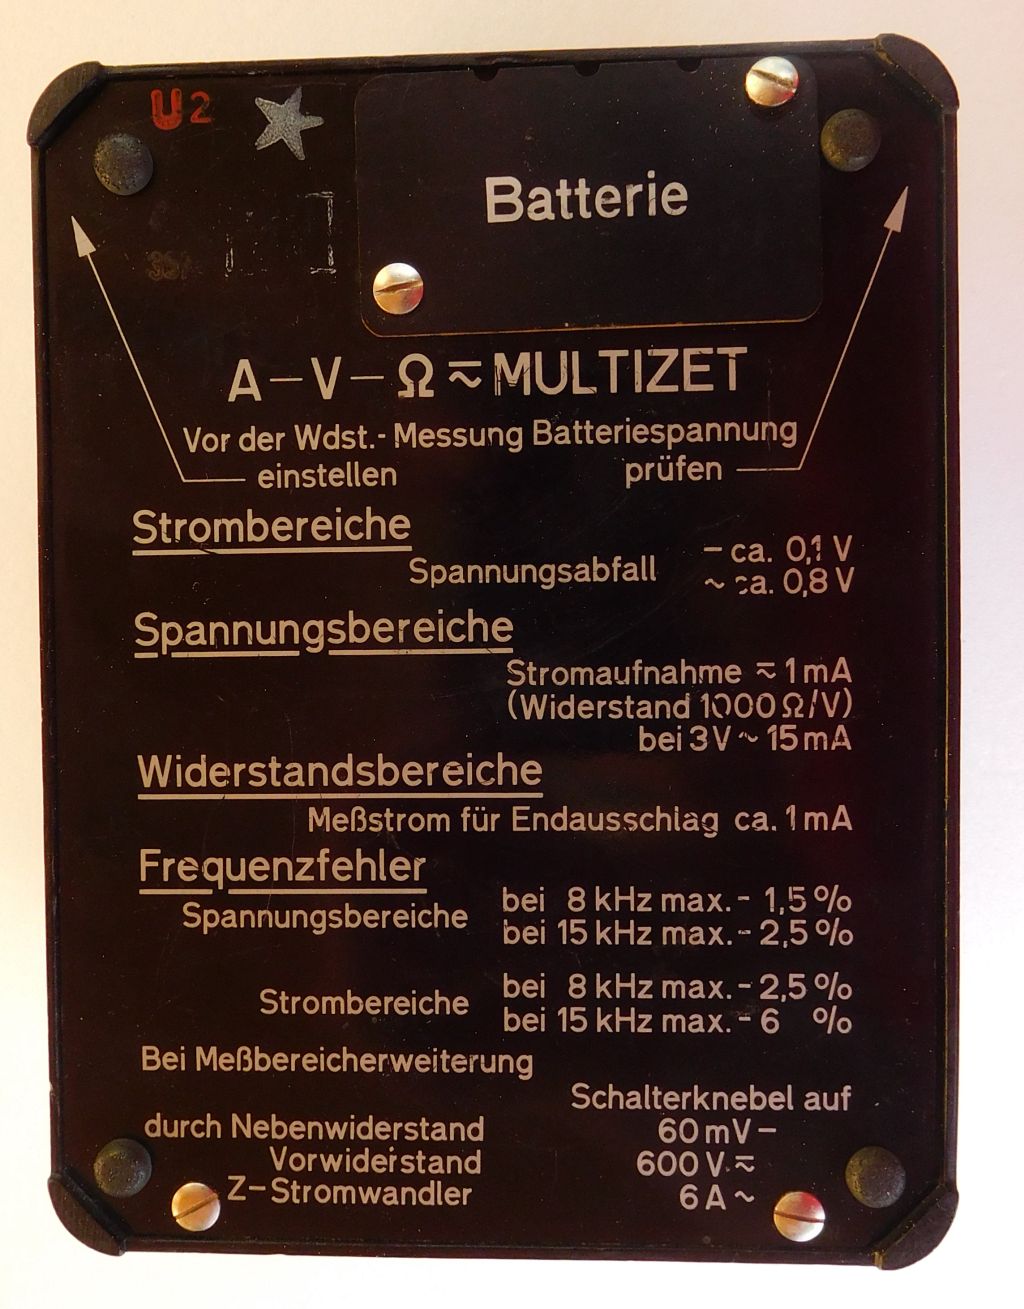 U2
Batterie
A – V – Ω ⩬ MULTIZET
Vor der Wdst.- Messung Batteriespannung
einstellen prüfen
Strombereiche
Spannungsabfall – ca. 0,1 V
~ ca. 0,8 V
Spannungsbereiche
Stromaufnahme ⩬ 1 mA
(Widerstand 1000 Ω/V)
bei 3 V ~ 15 mA
Widerstandsbereiche
Meßstrom für Endausschlag ca. 1 mA
Frequenzfehler
Spannungsbereiche bei 8 kHz max. - 1,5 %
bei 15 kHz max. - 2,5 %
Strombereiche bei 8 kHz max. - 2,5 %
bei 15 kHz max. - 6 %
Bei Meßbereicherweiterung
Schalterknebel auf
durch Nebenwiderstand 60 mV –
Vorwiderstand 600 V ⩬
Z-Stromwandler 6 A ~